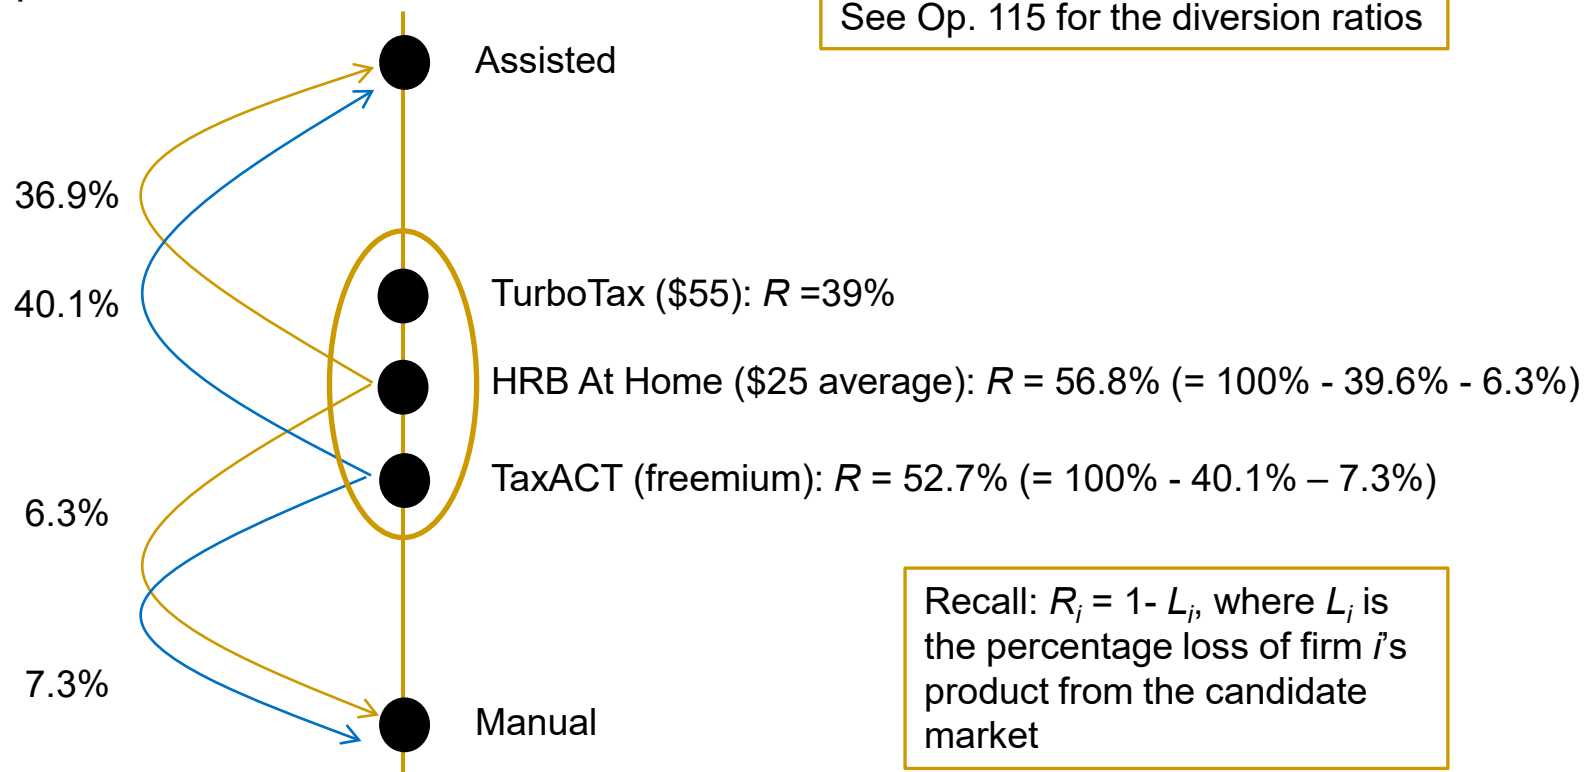 See Op. 115 for the diversion ratios
Assisted
36.9%
TurboTax ($55): R =39%
40.1%
HRB At Home ($25 average): R = 56.8% (= 100% - 39.6% - 6.3%)
TaxACT (freemium): R = 52.7% (= 100% - 40.1% – 7.3%)
6.3%
Recall: Ri = 1- Li, where Li is
the percentage loss of firm i's
product from the candidate
market
7.3%
Manual